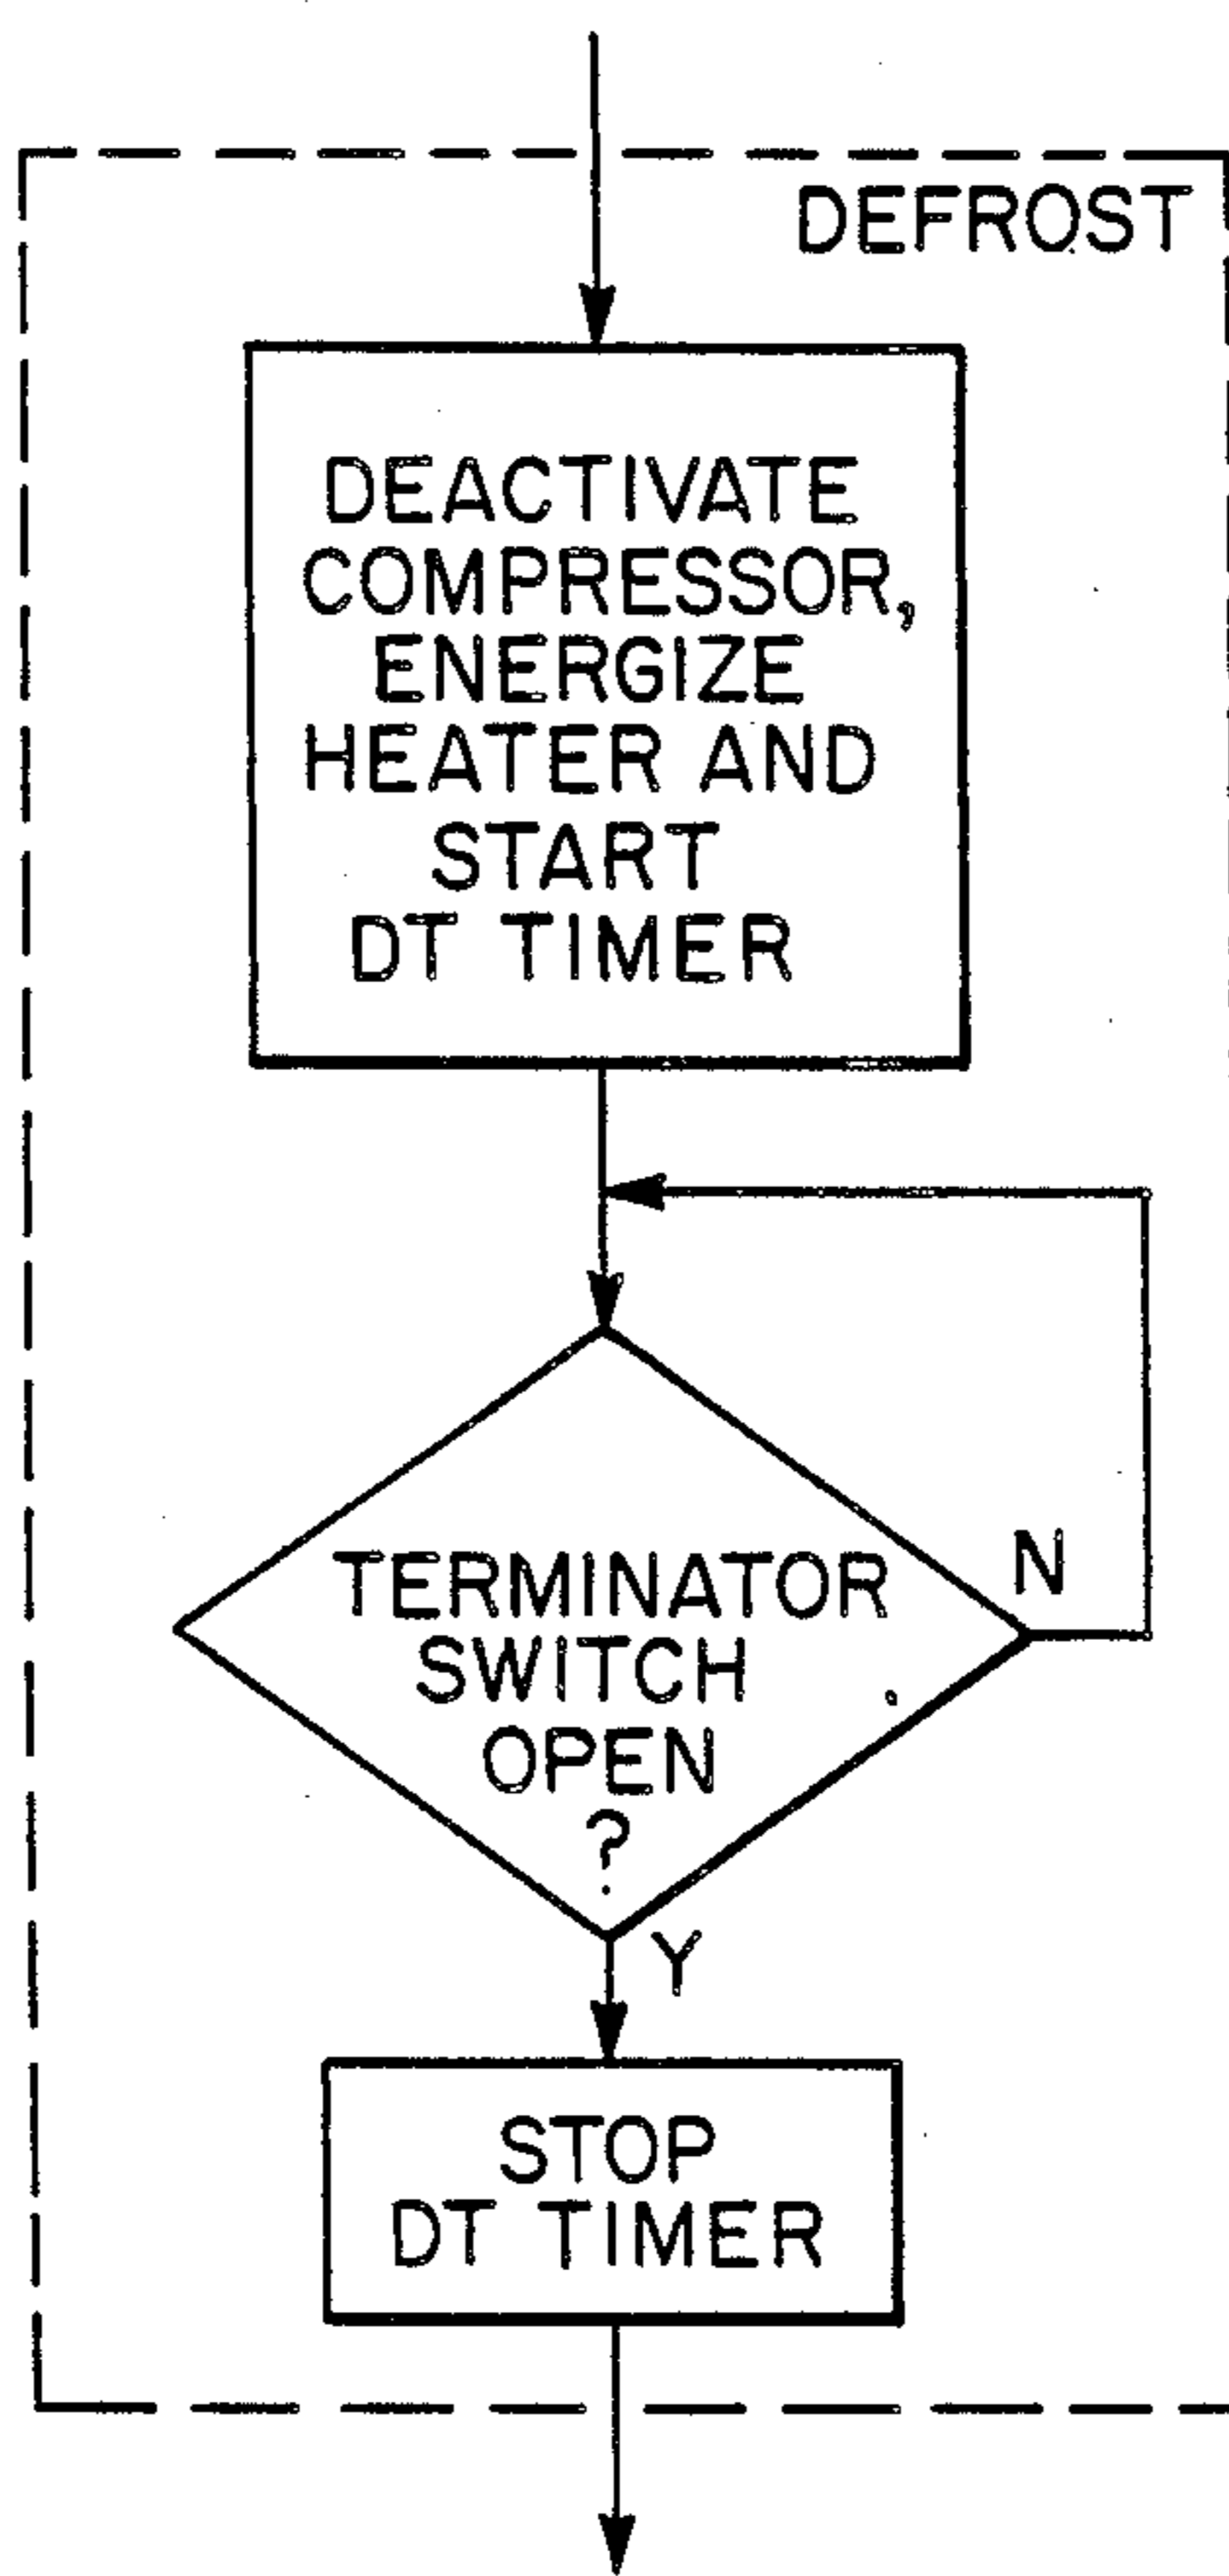 DEFROST
DEACTIVATE
COMPRESSOR,
ENERGIZE
HEATER AND
START
DT TIMER
TERMINATOR
SWITCH
OPEN
?
N
Y
STOP
DT TIMER